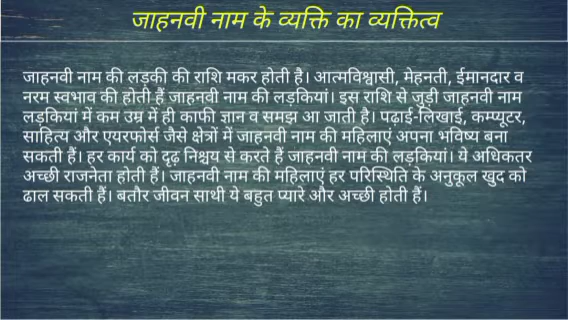 जाहनवी नाम के व्यक्ति का व्यक्तित्व
जाहनवी नाम की लड़की की राशि मकर होती है। आत्मविश्वासी, मेहनती, ईमानदार व
नरम स्वभाव की होती हैं जाहनवी नाम की लड़कियां। इस राशि से जुड़ी जाहनवी नाम
लड़कियां में कम उम्र में ही काफी ज्ञान व समझ आ जाती है। पढ़ाई-लिखाई, कम्प्यूटर,
साहित्य और एयरफोर्स जैसे क्षेत्रों में जाहनवी नाम की महिलाएं अपना भविष्य बना
सकती हैं। हर कार्य को दृढ़ निश्चय से करते हैं जाहनवी नाम की लड़कियां। ये अधिकतर
अच्छी राजनेता होती हैं। जाहनवी नाम की महिलाएं हर परिस्थिति के अनुकूल खुद को
ढाल सकती हैं। बतौर जीवन साथी ये बहुत प्यारे और अच्छी होती हैं।